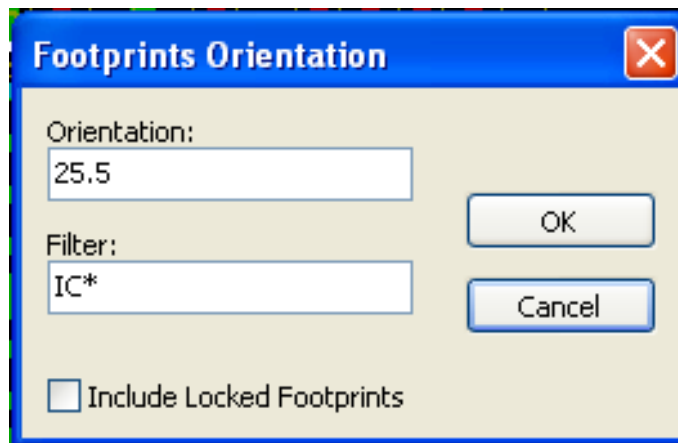 Footprints Orientation
Orientation:
25.5
OK
Filter:
IC*
Cancel
Include Locked Footprints